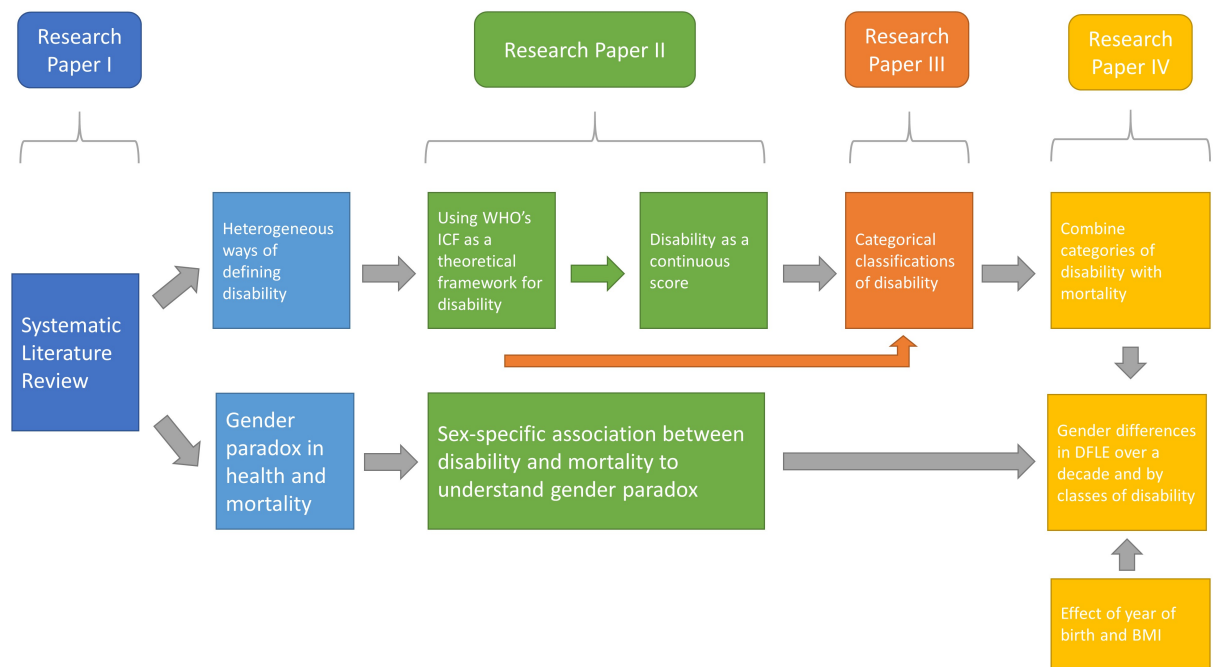 Research
Paper I
Research Paper II
Research
Paper III
Research
Paper IV
Systematic
Literature
Review
Heterogeneous
ways of
defining
disability
Using WHO's
ICF as a
theoretical
framework for
disability
Disability as a
continuous
score
Categorical
classifications
of disability
Combine
categories of
disability with
mortality
Gender
paradox in
health and
mortality
Sex-specific association between
disability and mortality to
understand gender paradox
Gender differences
in DFLE over a
decade and by
classes of disability
Effect of year of
birth and BMI